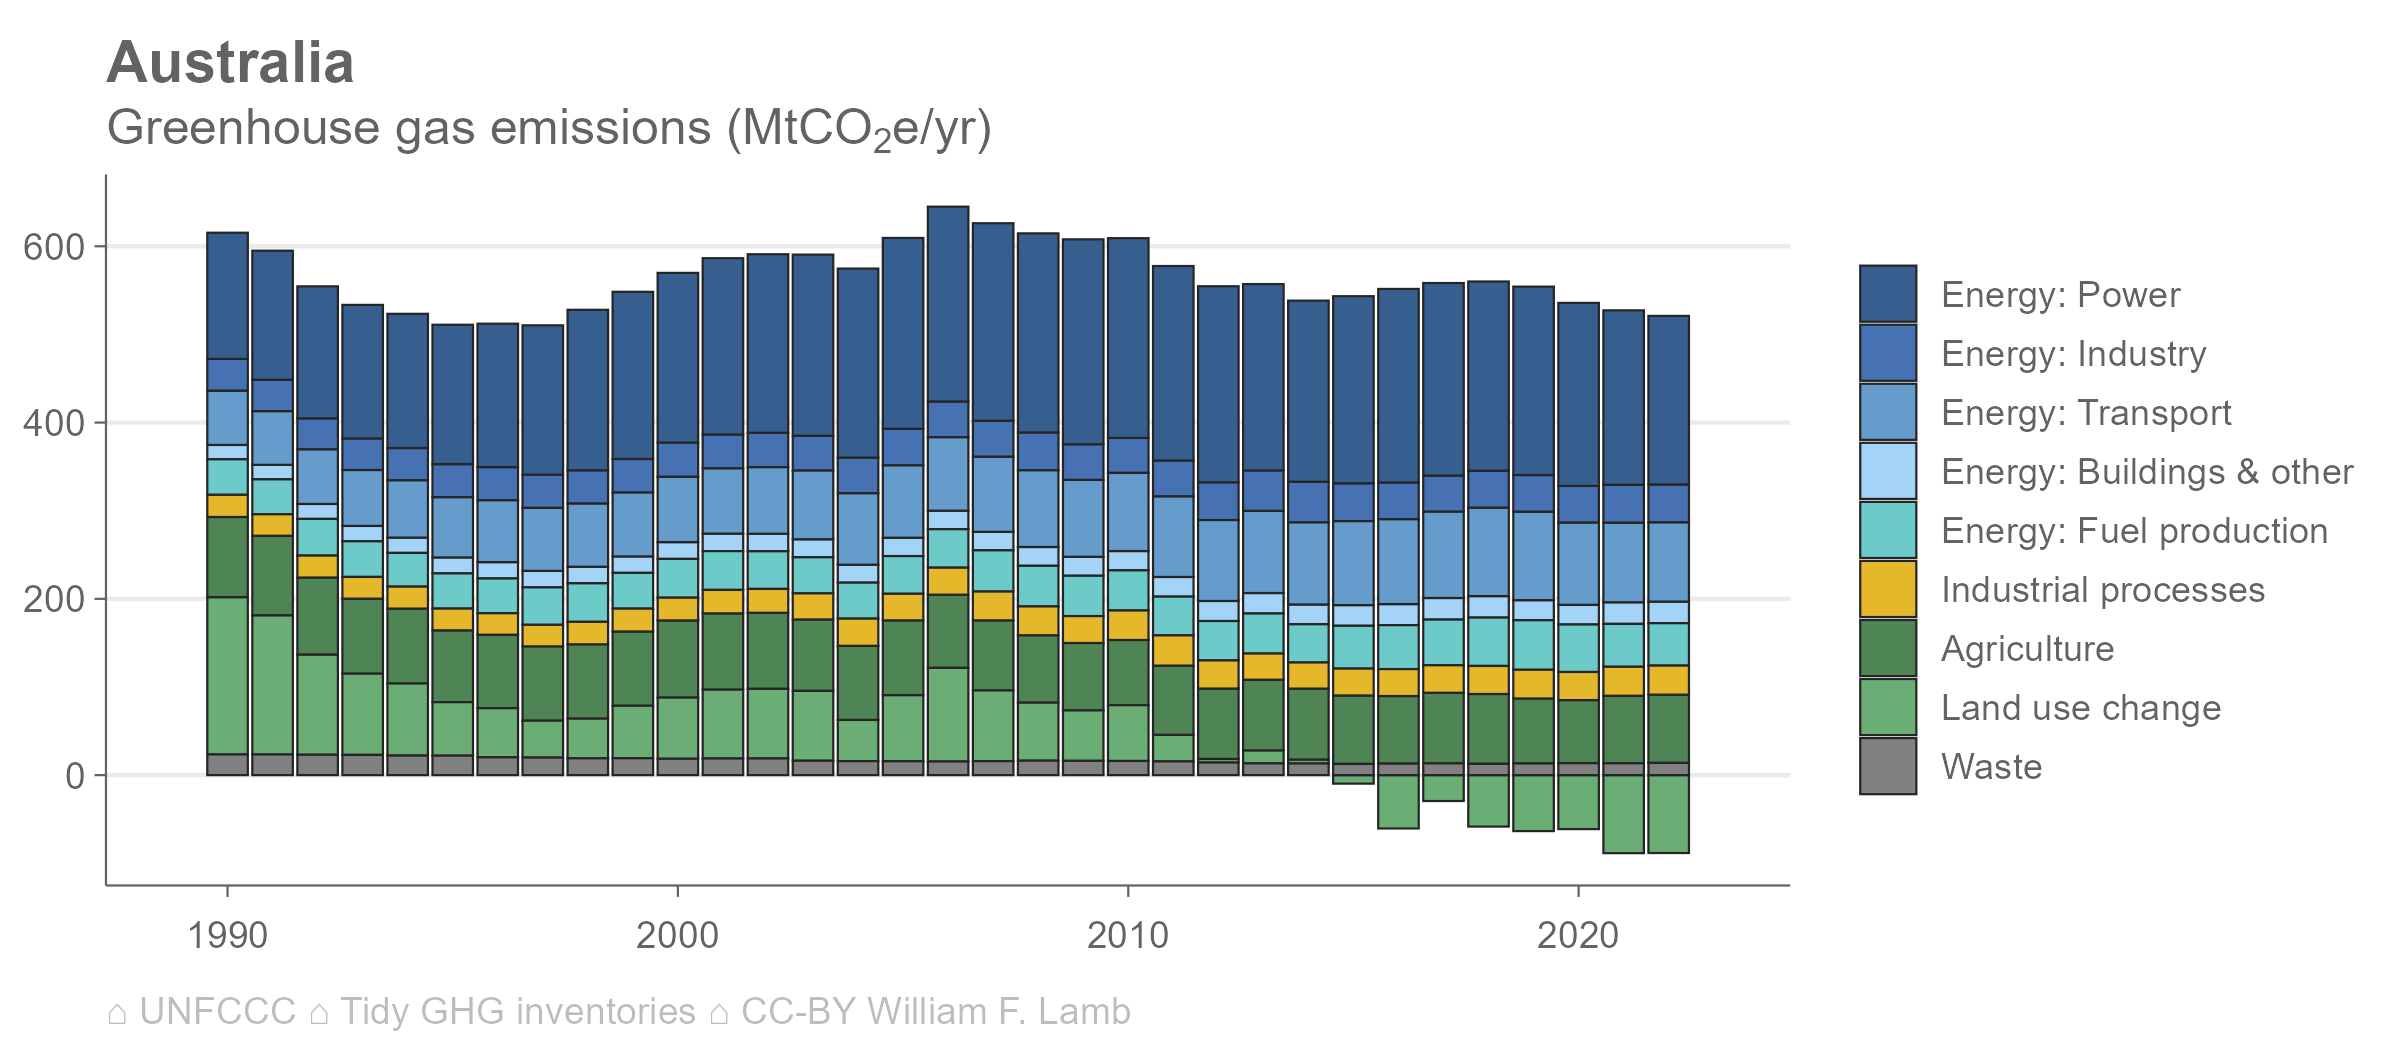 Australia
Greenhouse gas emissions (MtCO₂e/yr)
600
400
200
0
1990
2000
2010
2020
Energy: Power
Energy: Industry
Energy: Transport
Energy: Buildings & other
Energy: Fuel production
Industrial processes
Agriculture
Land use change
Waste
⌂ UNFCCC ⌂ Tidy GHG inventories ⌂ CC-BY William F. Lamb